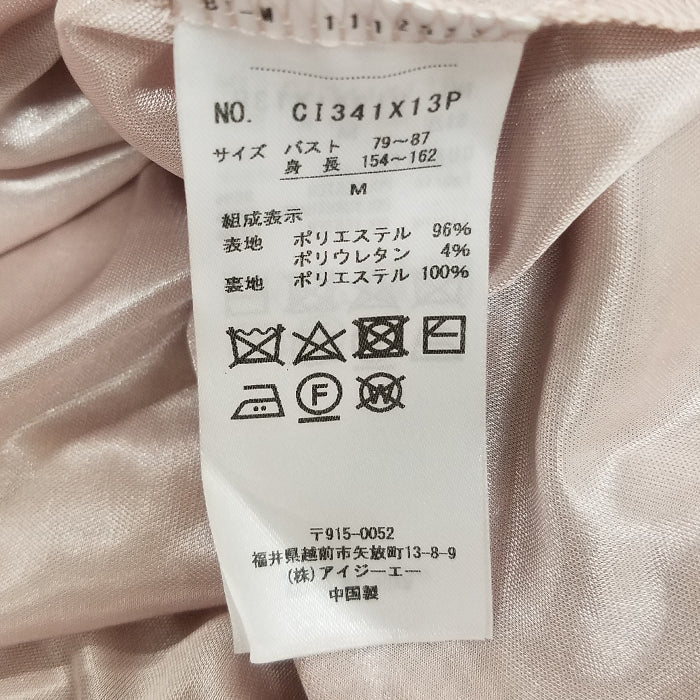 NO. CI341X13P
サイズ バスト 79~87
身長 154~162
M
組成表示
表地 ポリエステル 96%
ポリウレタン 4%
裏地 ポリエステル 100%
F
W
〒915-0052
福井県越前市矢放町13-8-9
(株)アイジーエー
中国製